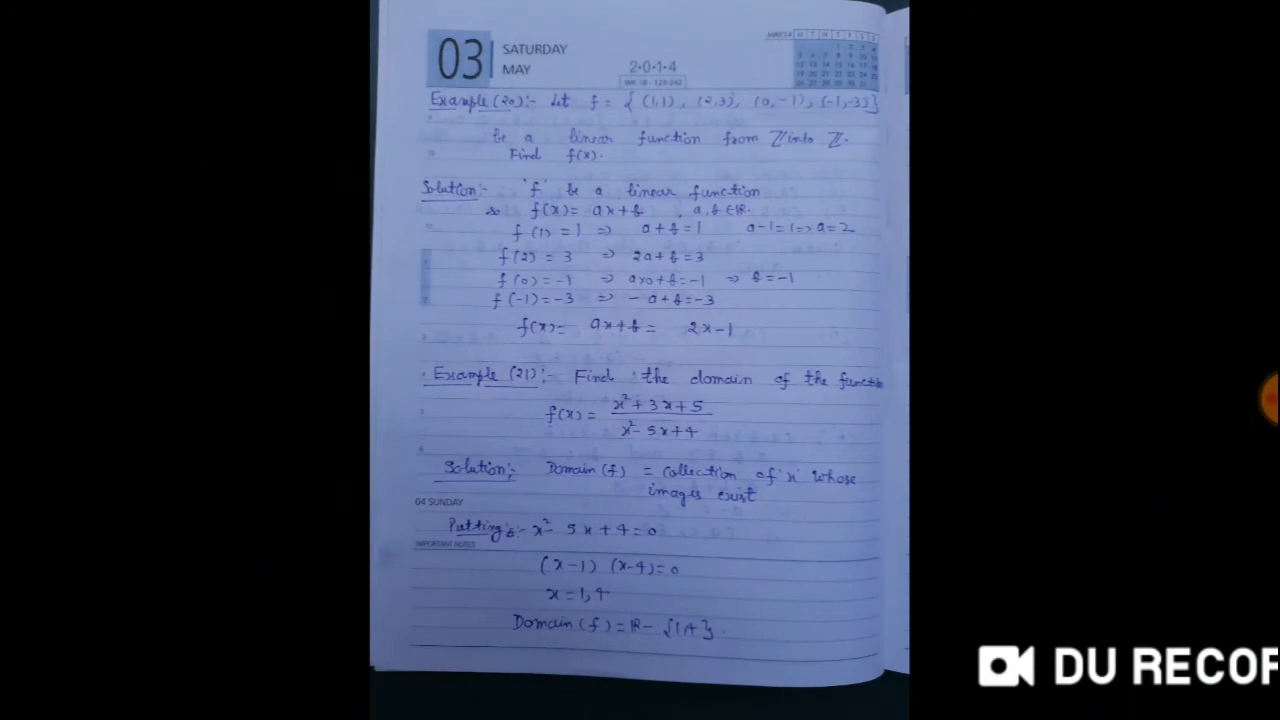 03 SATURDAY
MAY
2·0·1·4
M T W T F S S
Example (20):- Let f = { (1,1), (2,3), (0,-1), (-1,-3)}
be a linear function from ℤ into ℤ.
Find f(x).
Solution:- 'f' be a linear function
so f(x) = ax+b , a, b ∈ ℝ.
f(1) = 1 => a+b = 1 a-1=1=> a=2
f(2) = 3 => 2a+b = 3
f(0) = -1 => a×0+b = -1 => b = -1
f(-1) = -3 => -a+b = -3
f(x) = ax+b = 2x-1
Example (21):- Find the domain of the function
f(x) = x²+3x+5 / x²-5x+4
Solution:- Domain (f) = collection of 'x' whose
images exist
04 SUNDAY
Putting:- x²- 5x+4=0
IMPORTANT NOTES
(x-1) (x-4)=0
x = 1,4
Domain (f) = ℝ - {1,4}.
DU RECOR